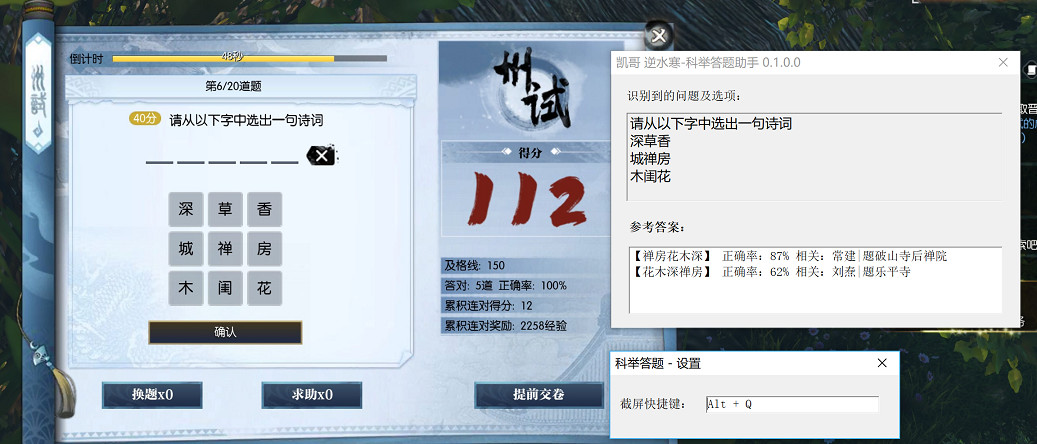 州試
倒计时
48秒
第6/20道题
40分 请从以下字中选出一句诗词
深 草 香
城 禅 房
木 闺 花
确认
换题x0
求助x0
提前交卷
州试
得分
112
及格线: 150
答对: 5道 正确率: 100%
累积连对得分: 12
累积连对奖励: 2258经验
凯哥 逆水寒-科举答题助手 0.1.0.0
识别到的问题及选项:
请从以下字中选出一句诗词
深草香
城禅房
木闺花
参考答案:
【禅房花木深】 正确率: 87% 相关: 常建|题破山寺后禅院
【花木深禅房】 正确率: 62% 相关: 刘焘|题乐平寺
科举答题 - 设置
截屏快捷键:
Alt + Q